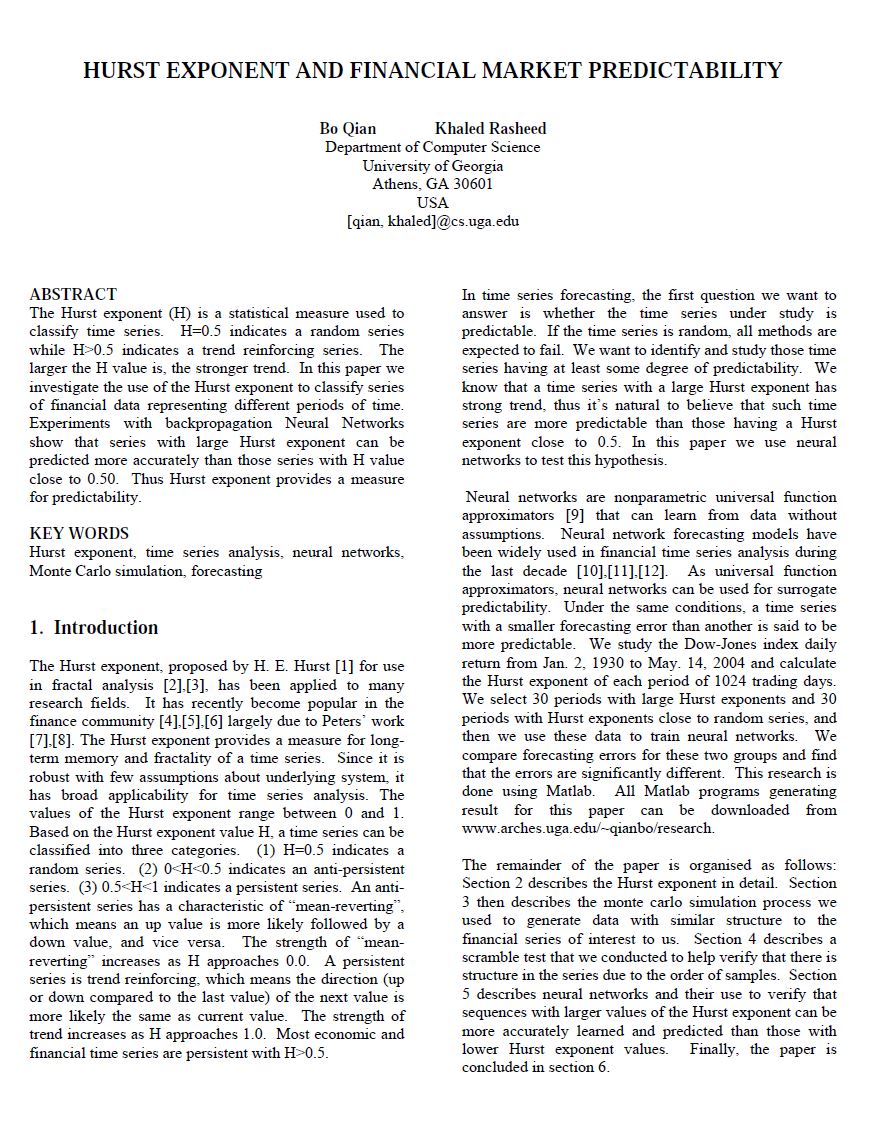 HURST EXPONENT AND FINANCIAL MARKET PREDICTABILITY
Bo Qian Khaled Rasheed
Department of Computer Science
University of Georgia
Athens, GA 30601
USA
[qian, khaled]@cs.uga.edu
ABSTRACT
The Hurst exponent (H) is a statistical measure used to
classify time series. H=0.5 indicates a random series
while H>0.5 indicates a trend reinforcing series. The
larger the H value is, the stronger trend. In this paper we
investigate the use of the Hurst exponent to classify series
of financial data representing different periods of time.
Experiments with backpropagation Neural Networks
show that series with large Hurst exponent can be
predicted more accurately than those series with H value
close to 0.50. Thus Hurst exponent provides a measure
for predictability.
KEY WORDS
Hurst exponent, time series analysis, neural networks,
Monte Carlo simulation, forecasting
1. Introduction
The Hurst exponent, proposed by H. E. Hurst [1] for use
in fractal analysis [2],[3], has been applied to many
research fields. It has recently become popular in the
finance community [4],[5],[6] largely due to Peters' work
[7],[8]. The Hurst exponent provides a measure for long-
term memory and fractality of a time series. Since it is
robust with few assumptions about underlying system, it
has broad applicability for time series analysis. The
values of the Hurst exponent range between 0 and 1.
Based on the Hurst exponent value H, a time series can be
classified into three categories. (1) H=0.5 indicates a
random series. (2) 0<H<0.5 indicates an anti-persistent
series. (3) 0.5<H<1 indicates a persistent series. An anti-
persistent series has a characteristic of "mean-reverting",
which means an up value is more likely followed by a
down value, and vice versa. The strength of "mean-
reverting" increases as H approaches 0.0. A persistent
series is trend reinforcing, which means the direction (up
or down compared to the last value) of the next value is
more likely the same as current value. The strength of
trend increases as H approaches 1.0. Most economic and
financial time series are persistent with H>0.5.
In time series forecasting, the first question we want to
answer is whether the time series under study is
predictable. If the time series is random, all methods are
expected to fail. We want to identify and study those time
series having at least some degree of predictability. We
know that a time series with a large Hurst exponent has
strong trend, thus it's natural to believe that such time
series are more predictable than those having a Hurst
exponent close to 0.5. In this paper we use neural
networks to test this hypothesis.
Neural networks are nonparametric universal function
approximators [9] that can learn from data without
assumptions. Neural network forecasting models have
been widely used in financial time series analysis during
the last decade [10],[11],[12]. As universal function
approximators, neural networks can be used for surrogate
predictability. Under the same conditions, a time series
with a smaller forecasting error than another is said to be
more predictable. We study the Dow-Jones index daily
return from Jan. 2, 1930 to May. 14, 2004 and calculate
the Hurst exponent of each period of 1024 trading days.
We select 30 periods with large Hurst exponents and 30
periods with Hurst exponents close to random series, and
then we use these data to train neural networks. We
compare forecasting errors for these two groups and find
that the errors are significantly different. This research is
done using Matlab. All Matlab programs generating
result for this paper can be downloaded from
www.arches.uga.edu/~qianbo/research.
The remainder of the paper is organised as follows:
Section 2 describes the Hurst exponent in detail. Section
3 then describes the monte carlo simulation process we
used to generate data with similar structure to the
financial series of interest to us. Section 4 describes a
scramble test that we conducted to help verify that there is
structure in the series due to the order of samples. Section
5 describes neural networks and their use to verify that
sequences with larger values of the Hurst exponent can be
more accurately learned and predicted than those with
lower Hurst exponent values. Finally, the paper is
concluded in section 6.